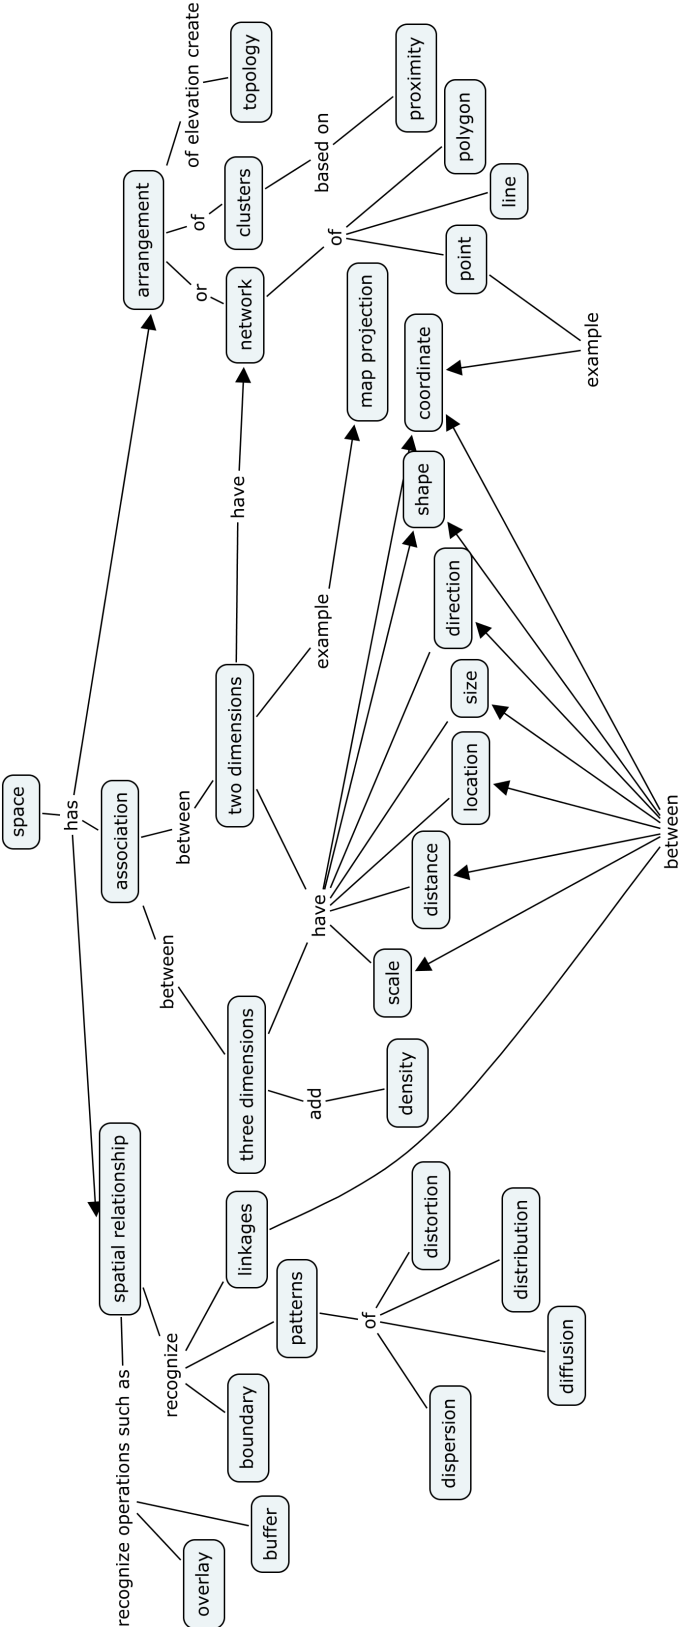 space
has
spatial relationship
association
arrangement
recognize operations such as
recognize
between
between
of
or
of elevation create
overlay
buffer
boundary
patterns
linkages
three dimensions
two dimensions
have
network
clusters
topology
of
add
have
example
of
based on
dispersion
diffusion
distribution
distortion
density
scale
distance
location
size
direction
shape
coordinate
map projection
point
line
polygon
proximity
example
between